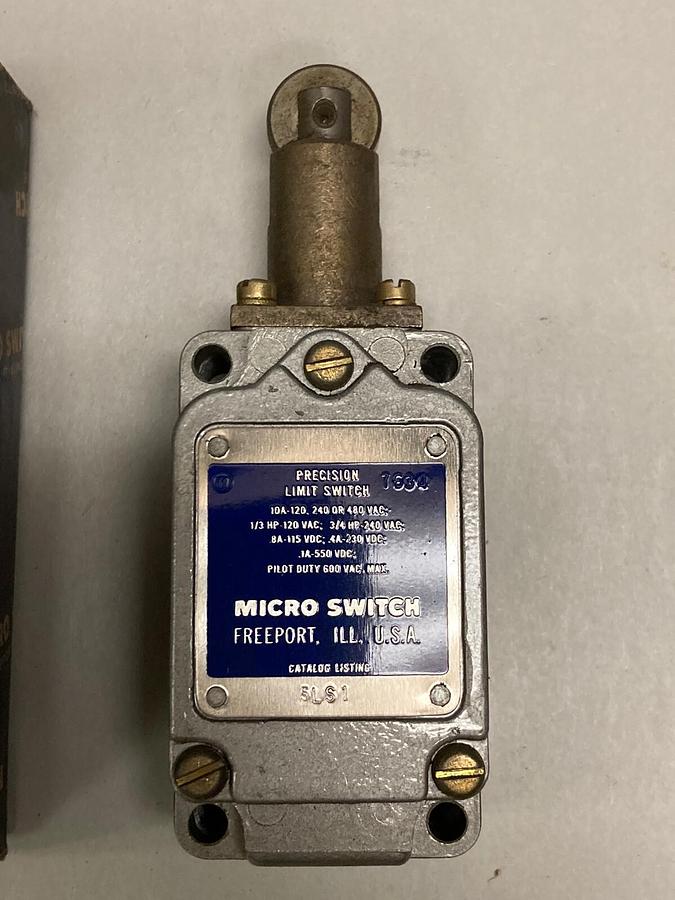 PRECISION
LIMIT SWITCH
10A-120, 240 OR 480 VAC;
1/3 HP-120 VAC; 3/4 HP-240 VAC;
.8A-115 VDC; .4A-230 VDC;
.1A-550 VDC;
PILOT DUTY 600 VAC, MAX.
MICRO SWITCH
FREEPORT, ILL, U.S.A.
CATALOG LISTING
5LS1